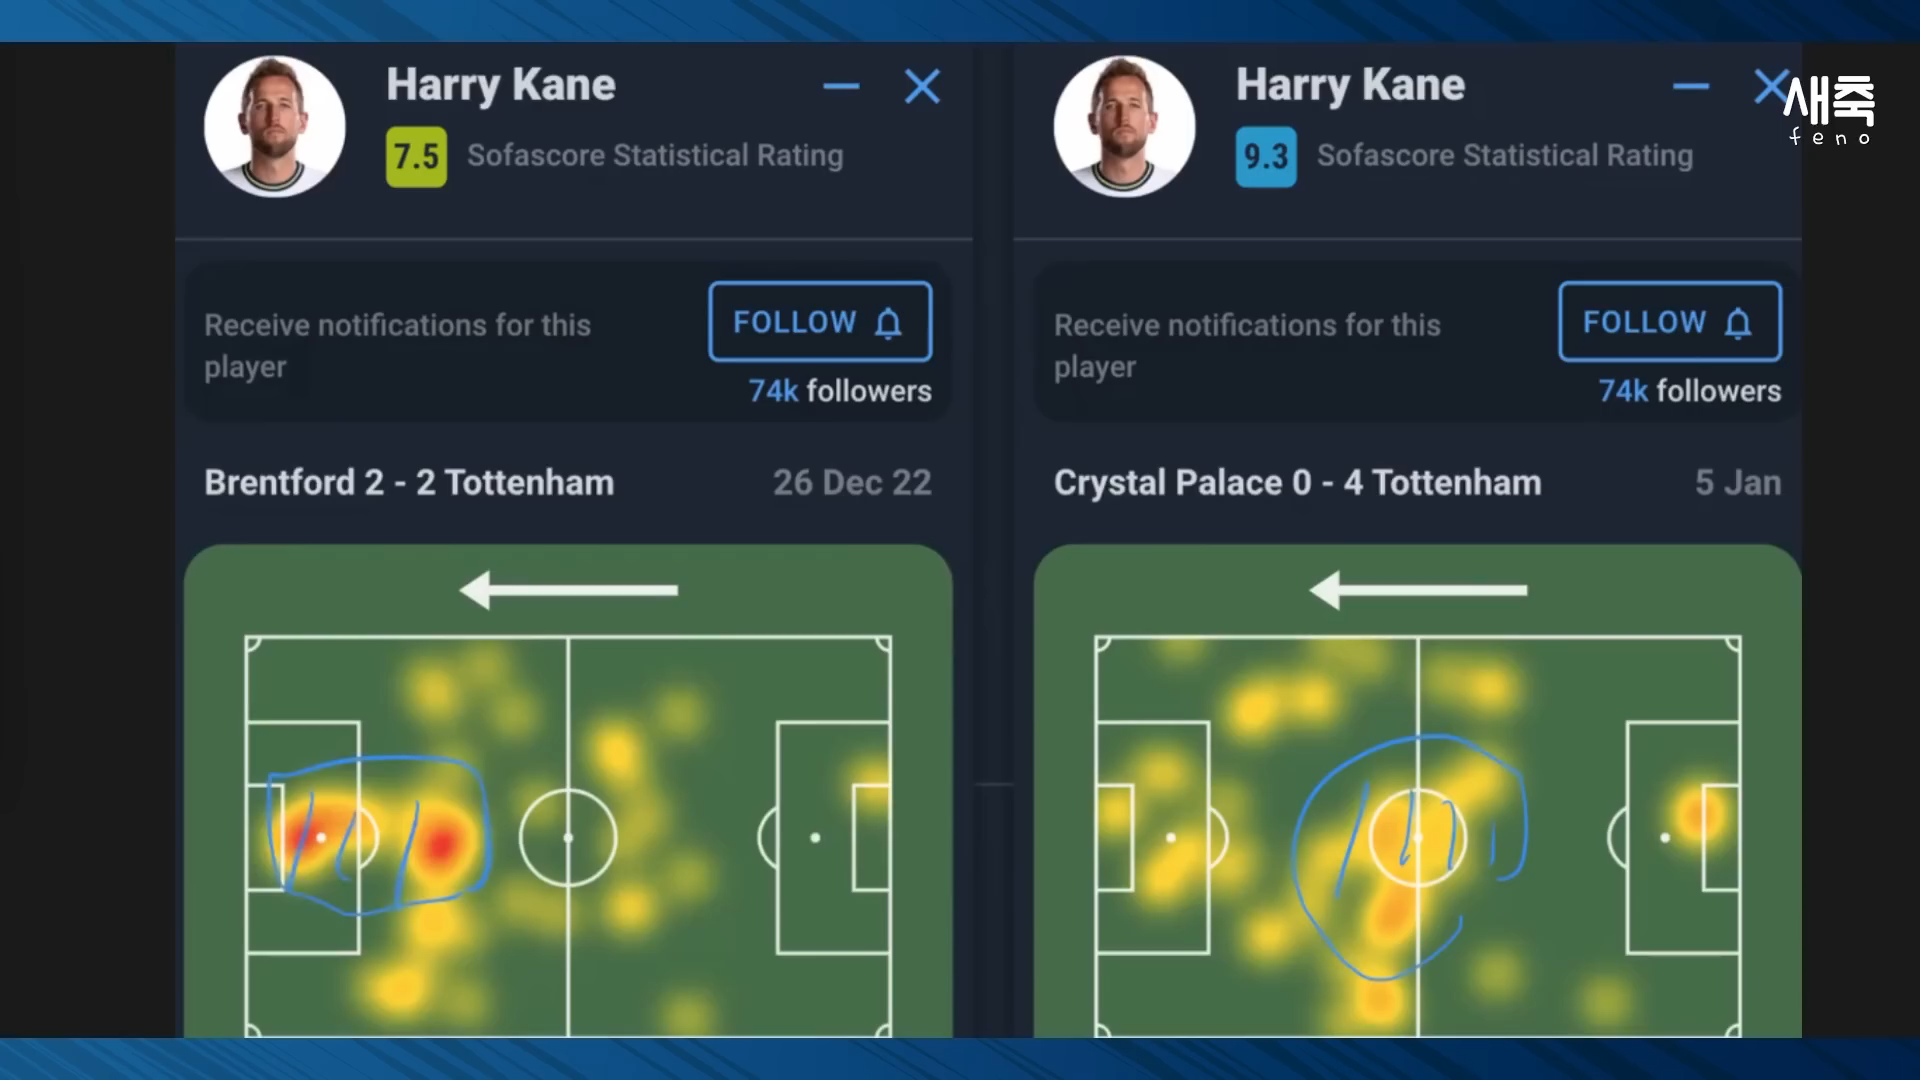 Harry Kane
7.5 Sofascore Statistical Rating
Receive notifications for this
player
FOLLOW
74k followers
Brentford 2 - 2 Tottenham 26 Dec 22
Harry Kane
9.3 Sofascore Statistical Rating
Receive notifications for this
player
FOLLOW
74k followers
Crystal Palace 0 - 4 Tottenham 5 Jan
새축
feno